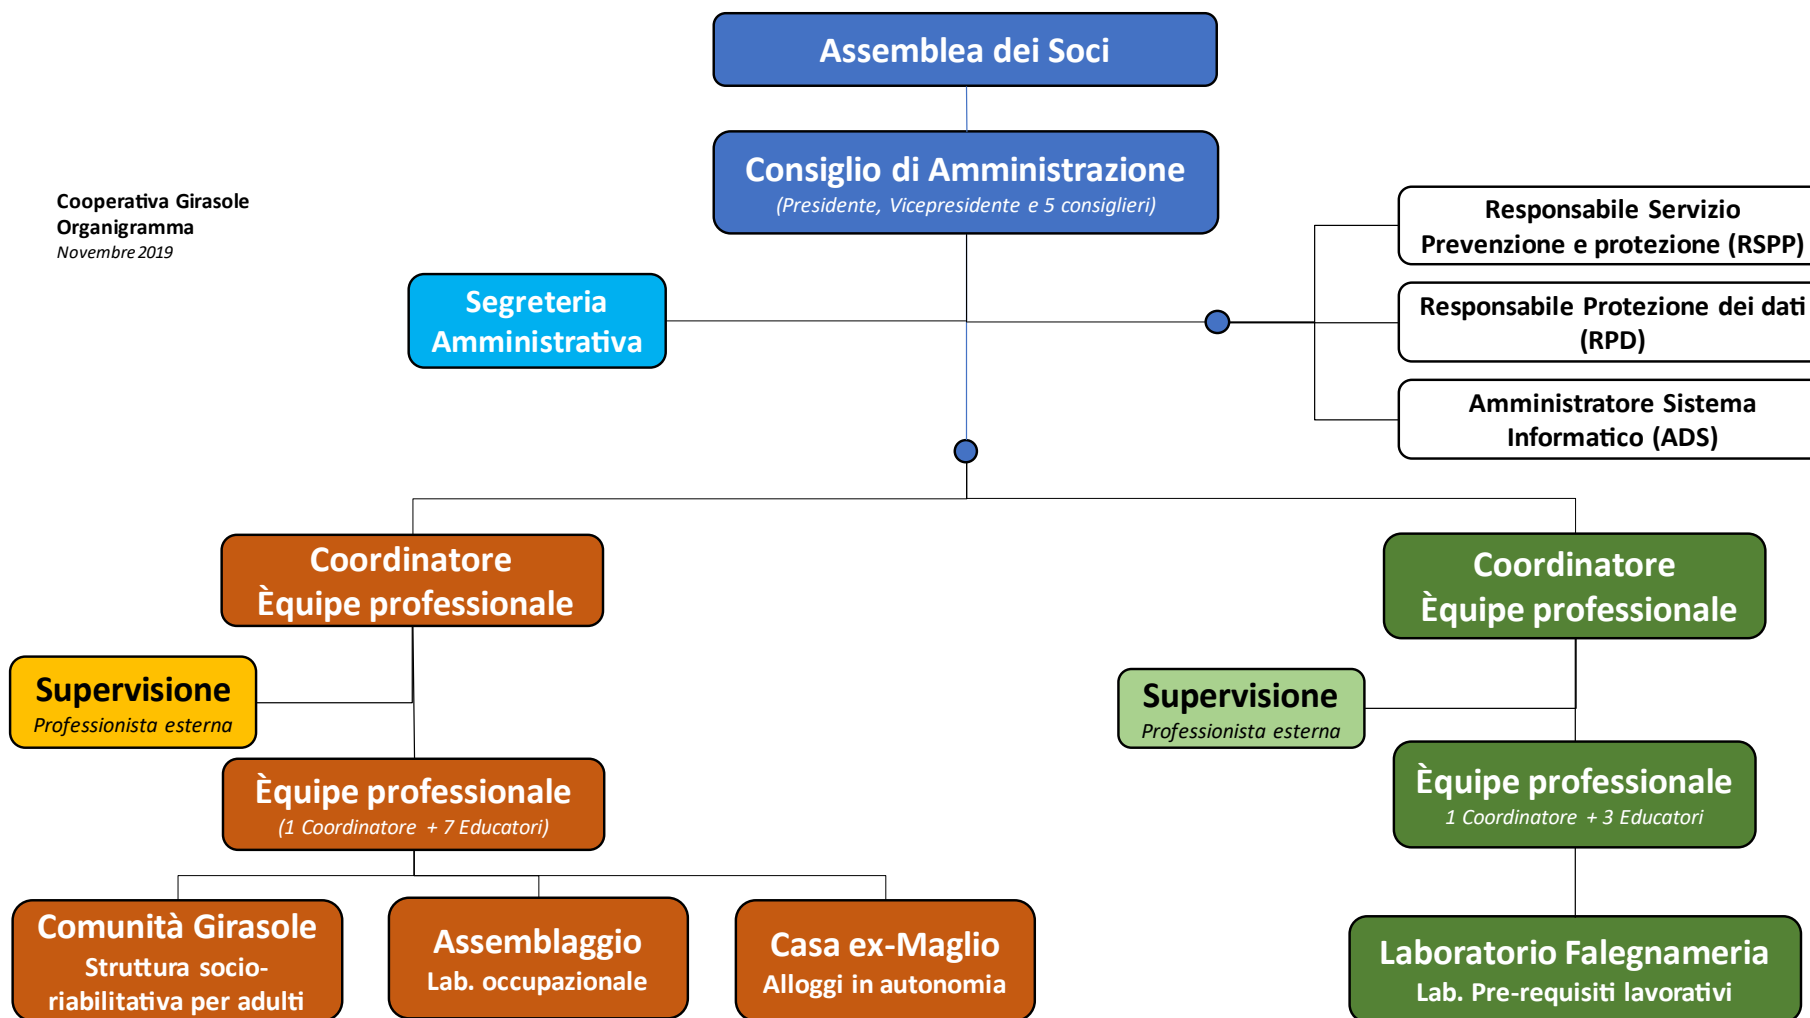 Assemblea dei Soci
Consiglio di Amministrazione
(Presidente, Vicepresidente e 5 consiglieri)
Cooperativa Girasole
Organigramma
Novembre 2019
Responsabile Servizio
Prevenzione e protezione (RSPP)
Segreteria
Amministrativa
Responsabile Protezione dei dati
(RPD)
Amministratore Sistema
Informatico (ADS)
Coordinatore
Èquipe professionale
Coordinatore
Èquipe professionale
Supervisione
Professionista esterna
Supervisione
Professionista esterna
Èquipe professionale
(1 Coordinatore + 7 Educatori)
Èquipe professionale
1 Coordinatore + 3 Educatori
Comunità Girasole
Struttura socio-
riabilitativa per adulti
Assemblaggio
Lab. occupazionale
Casa ex-Maglio
Alloggi in autonomia
Laboratorio Falegnameria
Lab. Pre-requisiti lavorativi